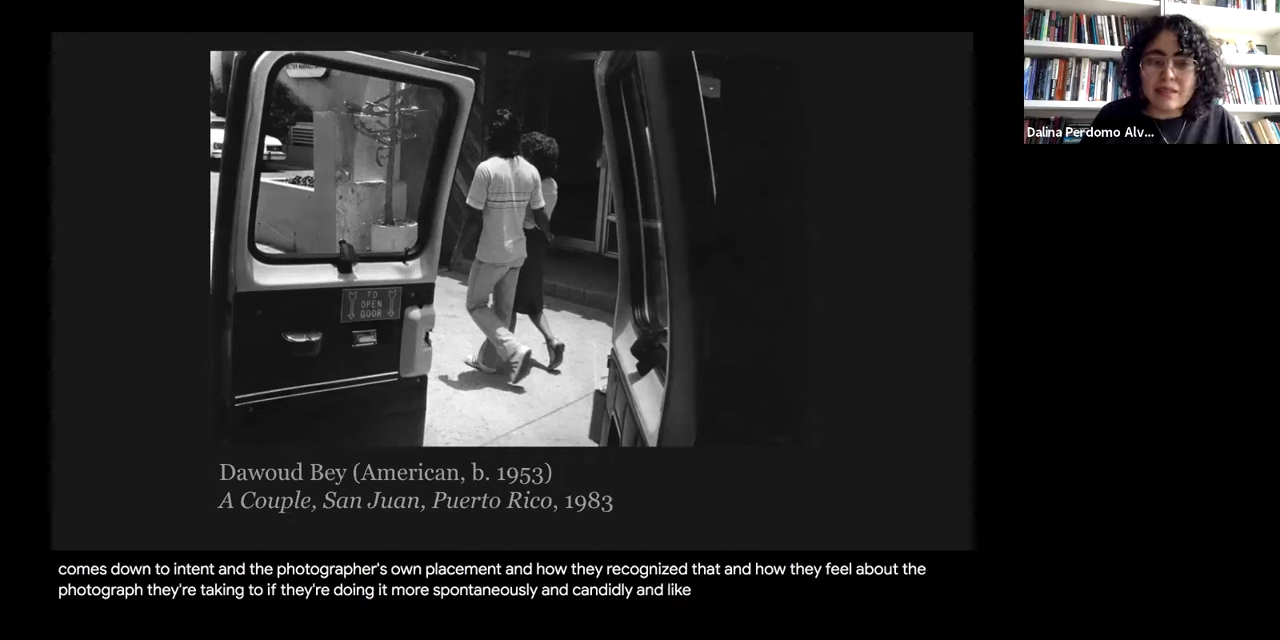 TO
OPEN
DOOR
Dalina Perdomo Alv...
Dawoud Bey (American, b. 1953)
A Couple, San Juan, Puerto Rico, 1983
comes down to intent and the photographer's own placement and how they recognized that and how they feel about the
photograph they're taking to if they're doing it more spontaneously and candidly and like